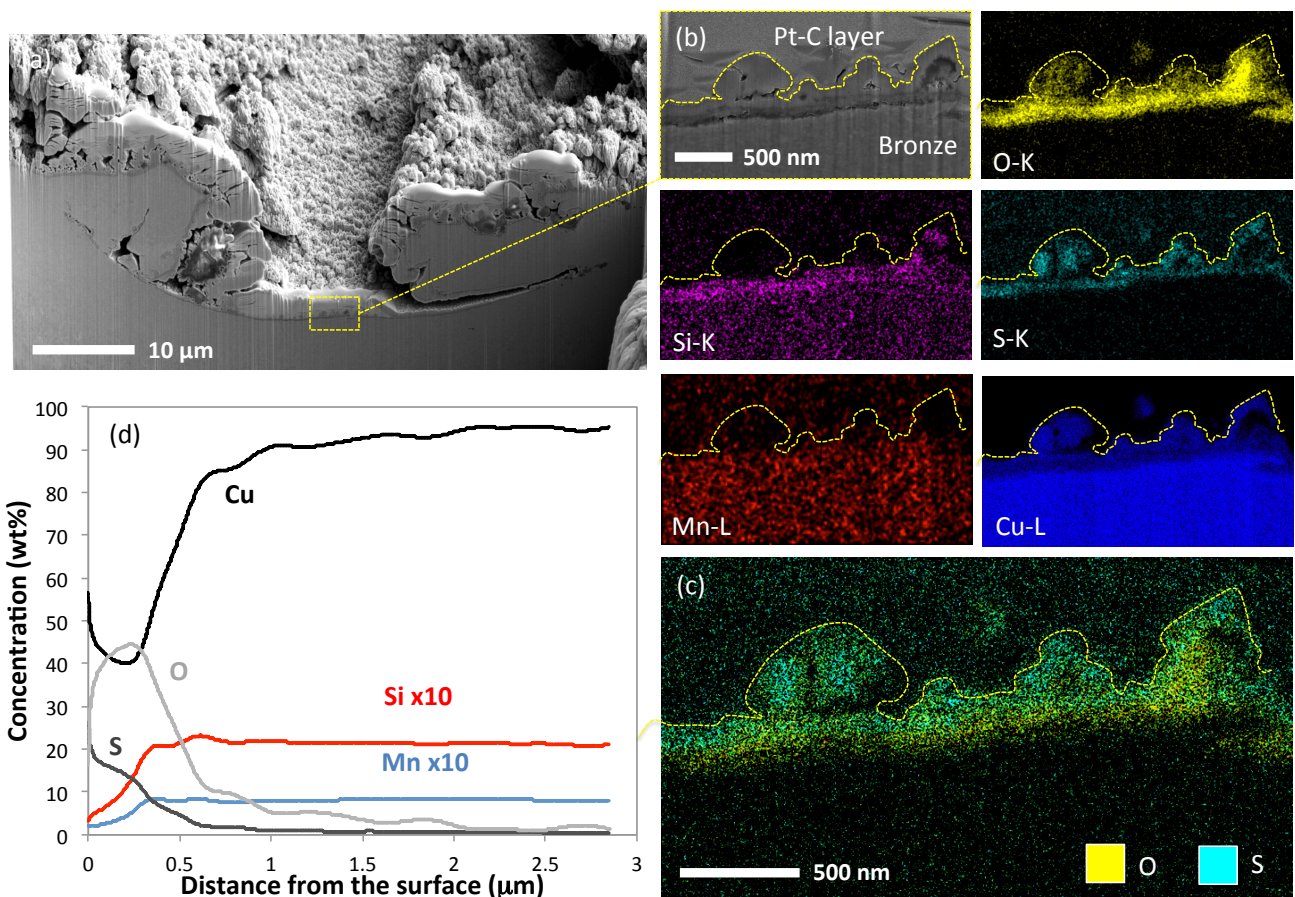 (a)
10 µm
(b)
Pt-C layer
Bronze
500 nm
O-K
Si-K
S-K
Mn-L
Cu-L
(c)
500 nm
O
S
(d)
Concentration (wt%)
100
90
80
70
60
50
40
30
20
10
0
Cu
O
Si x10
S
Mn x10
0
0.5
1
1.5
2
2.5
3
Distance from the surface (µm)